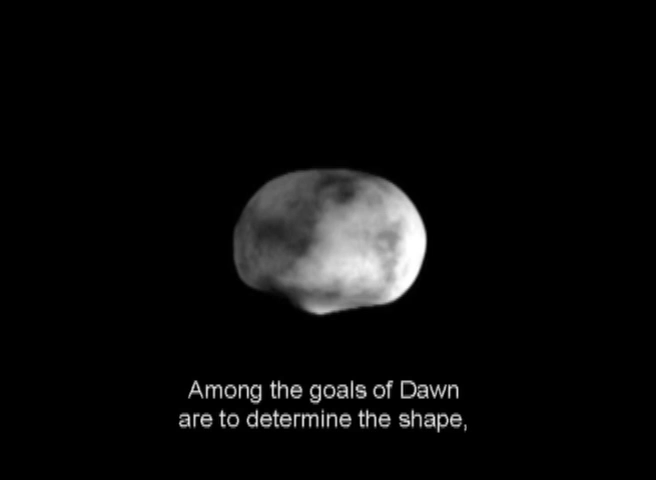 Among the goals of Dawn
are to determine the shape,